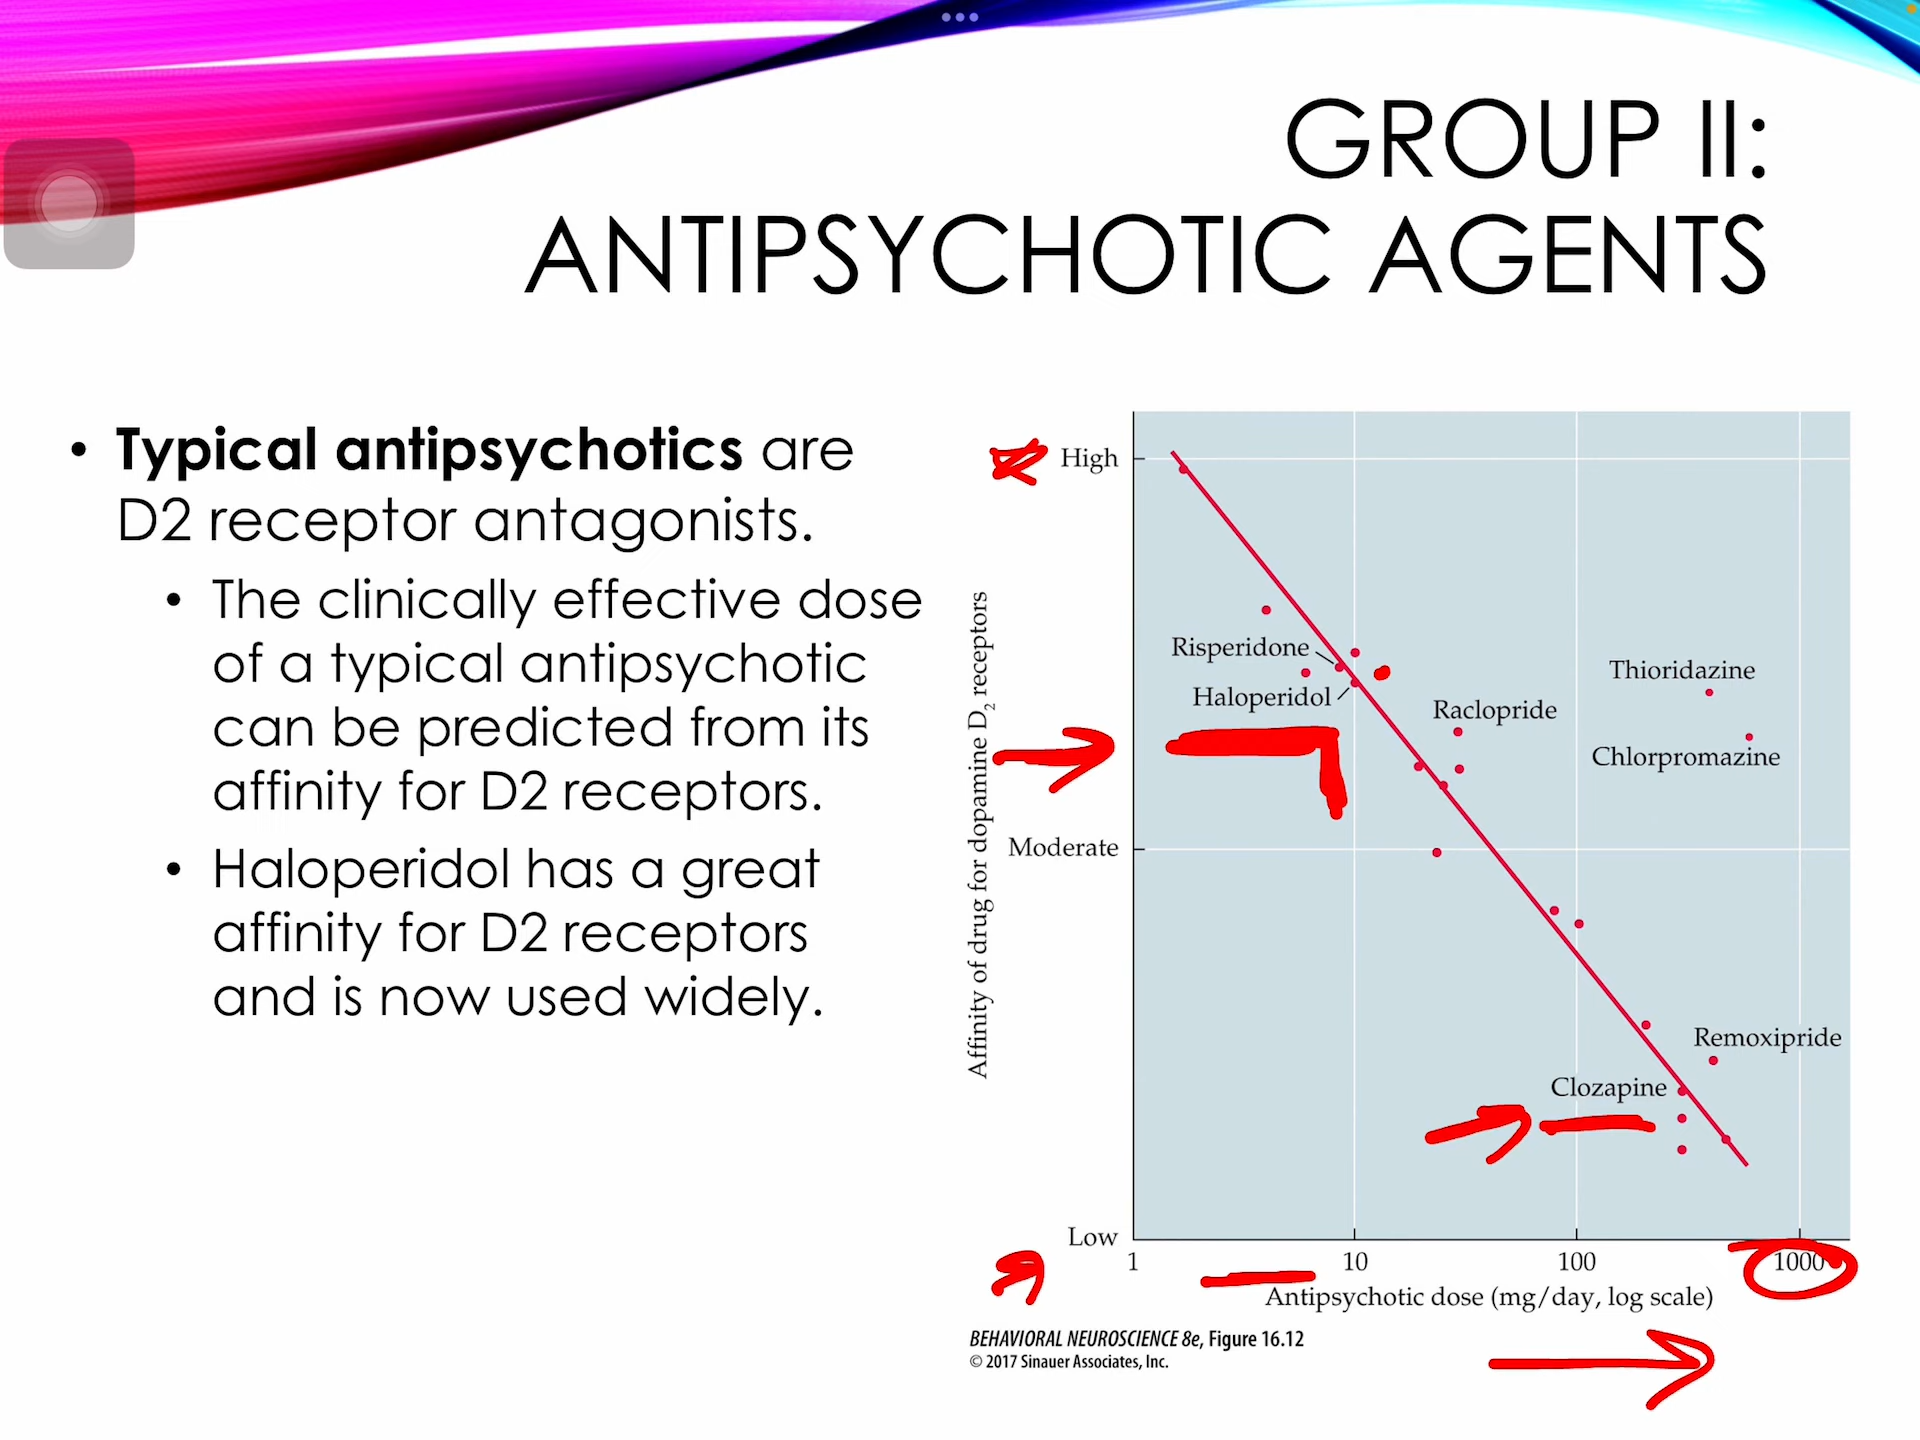 GROUP II:
ANTIPSYCHOTIC AGENTS
• Typical antipsychotics are
D2 receptor antagonists.
• The clinically effective dose
of a typical antipsychotic
can be predicted from its
affinity for D2 receptors.
• Haloperidol has a great
affinity for D2 receptors
and is now used widely.
Affinity of drug for dopamine D2 receptors
High
Moderate
Low
Risperidone
Haloperidol
Raclopride
Thioridazine
Chlorpromazine
Remoxipride
Clozapine
1 10 100 1000
Antipsychotic dose (mg/day, log scale)
BEHAVIORAL NEUROSCIENCE 8e, Figure 16.12
© 2017 Sinauer Associates, Inc.